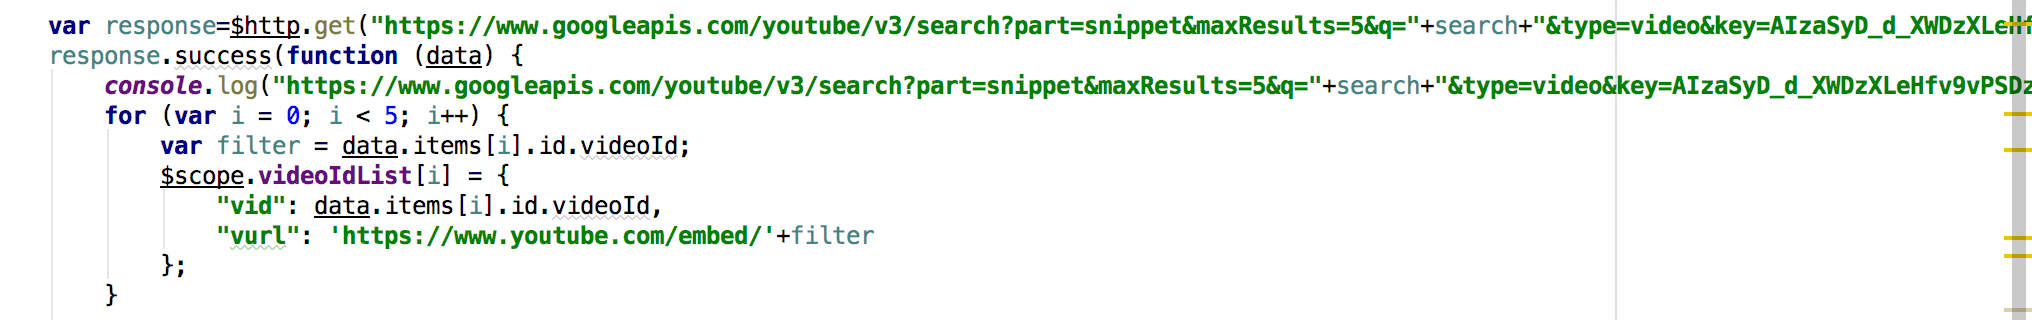 var response=$http.get("https://www.googleapis.com/youtube/v3/search?part=snippet&maxResults=5&q="+search+"&type=video&key=AIzaSyD_d_XWDzXLeHf
response.success(function (data) {
console.log("https://www.googleapis.com/youtube/v3/search?part=snippet&maxResults=5&q="+search+"&type=video&key=AIzaSyD_d_XWDzXLeHfv9vPSDz
for (var i = 0; i < 5; i++) {
var filter = data.items[i].id.videoId;
$scope.videoIdList[i] = {
"vid": data.items[i].id.videoId,
"vurl": 'https://www.youtube.com/embed/'+filter
};
}